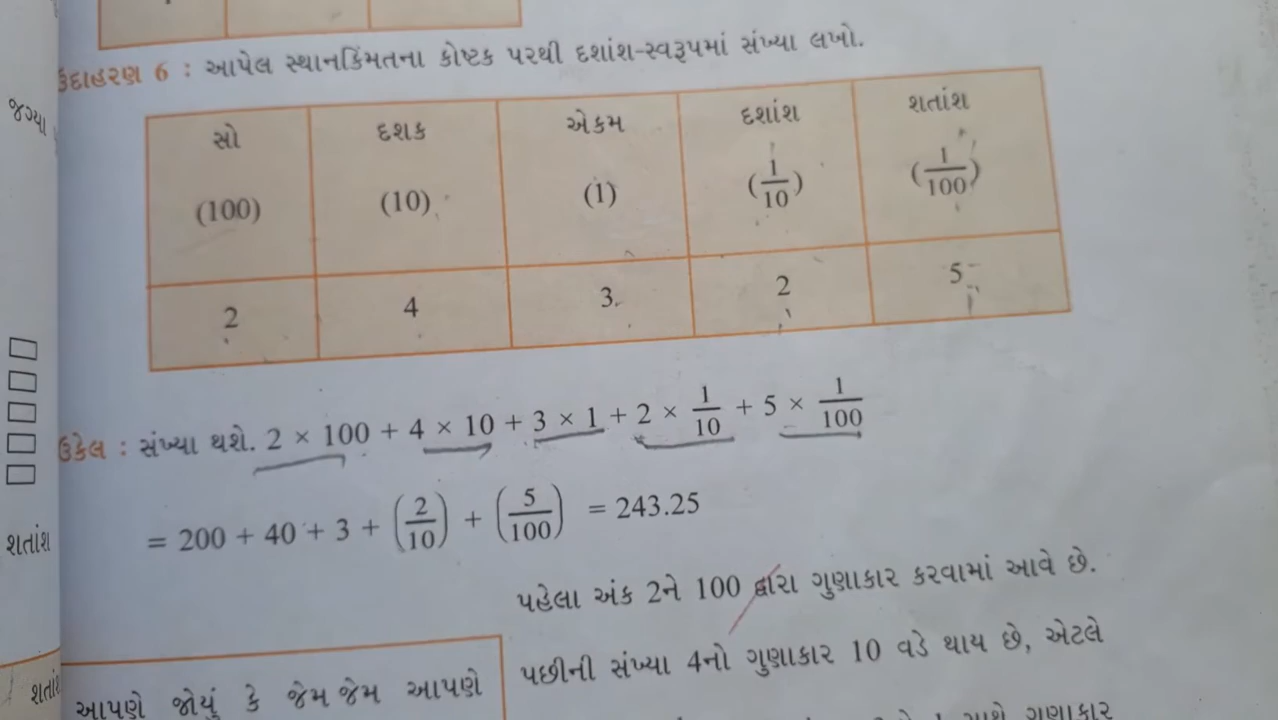 ઉદાહરણ 6 : આપેલ સ્થાનકિંમતના કોષ્ટક પરથી દશાંશ-સ્વરૂપમાં સંખ્યા લખો.
જગ્યા
સો દશક એકમ દશાંશ શતાંશ
(100) (10) (1) (1/10) (1/100)
2 4 3 2 5
ઉકેલ : સંખ્યા થશે. 2 × 100 + 4 × 10 + 3 × 1 + 2 × 1/10 + 5 × 1/100
= 200 + 40 + 3 + (2/10) + (5/100) = 243.25
શતાંશ
પહેલા અંક 2ને 100 દ્વારા ગુણાકાર કરવામાં આવે છે.
પછીની સંખ્યા 4નો ગુણાકાર 10 વડે થાય છે, એટલે
આપણે જોયું કે જેમ જેમ આપણે
ગુણાકાર